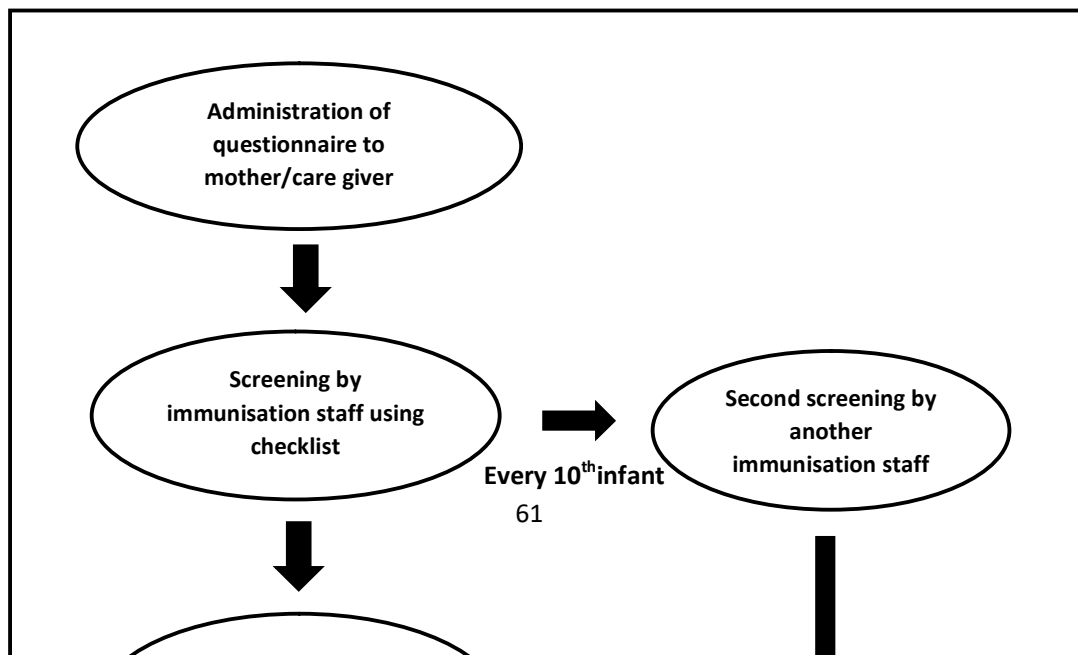 Administration of
questionnaire to
mother/care giver
Screening by
immunisation staff using
checklist
Every 10th infant
61
Second screening by
another
immunisation staff